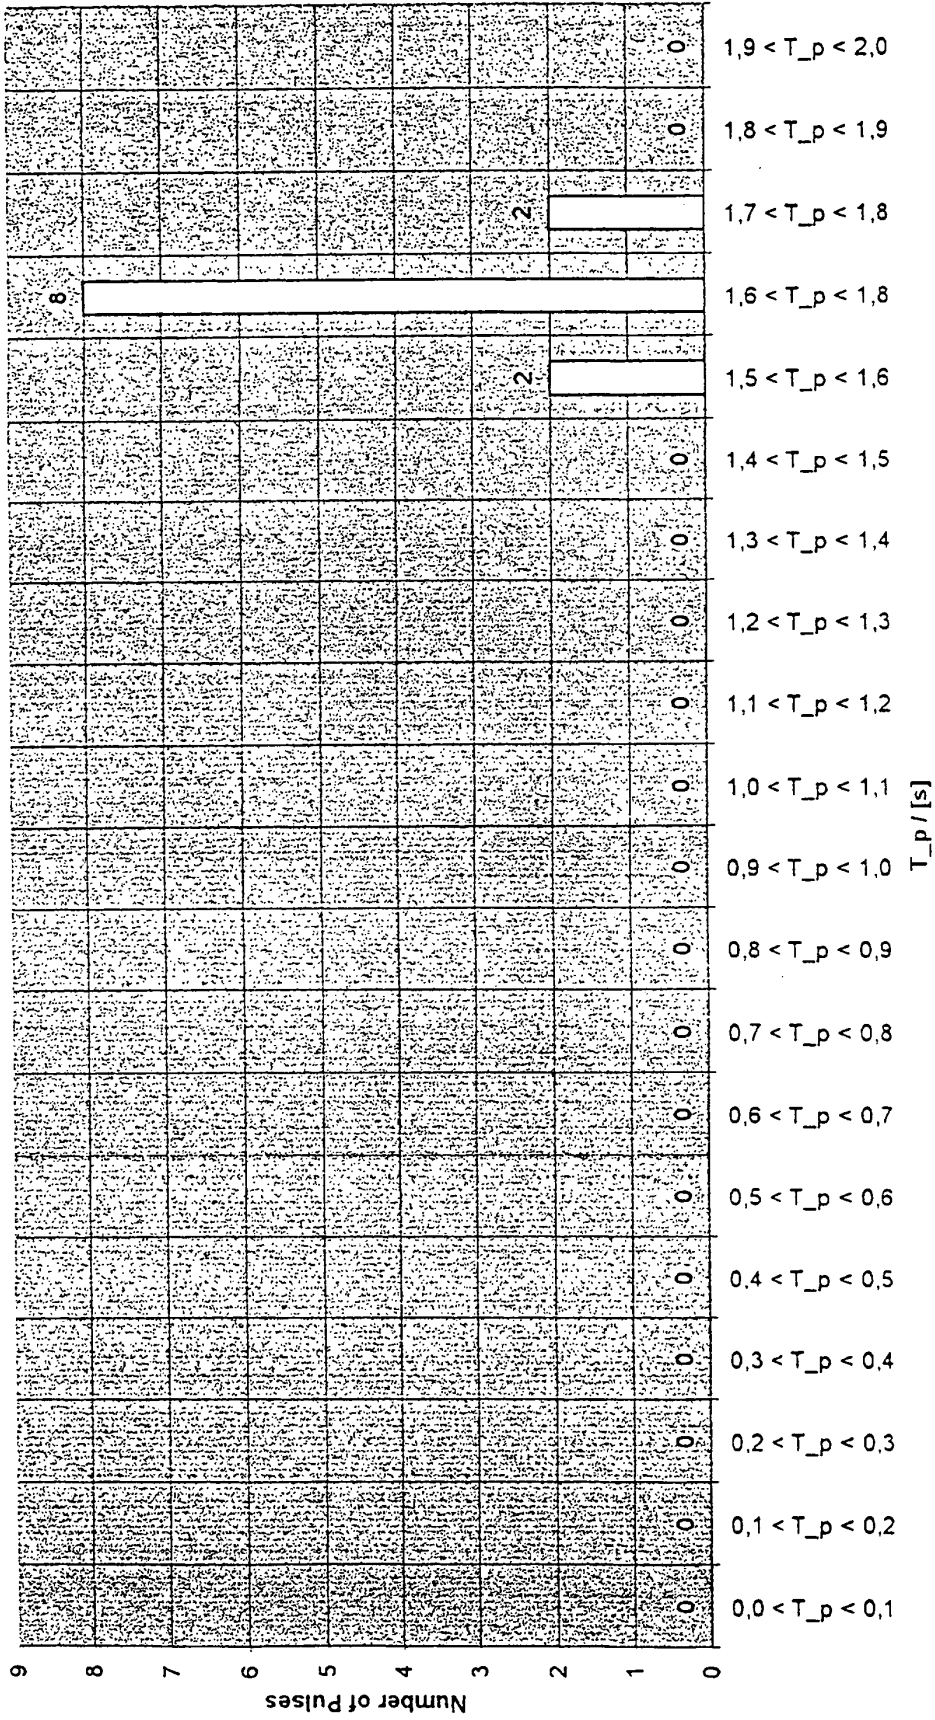 1,9 < T_p < 2,0
0
1,8 < T_p < 1,9
0
1,7 < T_p < 1,8
2
1,6 < T_p < 1,8
8
1,5 < T_p < 1,6
2
1,4 < T_p < 1,5
0
1,3 < T_p < 1,4
0
1,2 < T_p < 1,3
0
1,1 < T_p < 1,2
0
1,0 < T_p < 1,1
0
0,9 < T_p < 1,0
0
0,8 < T_p < 0,9
0
0,7 < T_p < 0,8
0
0,6 < T_p < 0,7
0
0,5 < T_p < 0,6
0
0,4 < T_p < 0,5
0
0,3 < T_p < 0,4
0
0,2 < T_p < 0,3
0
0,1 < T_p < 0,2
0
0,0 < T_p < 0,1
0
T_p / [s]
9
8
7
6
5
4
3
2
1
0
Number of Pulses